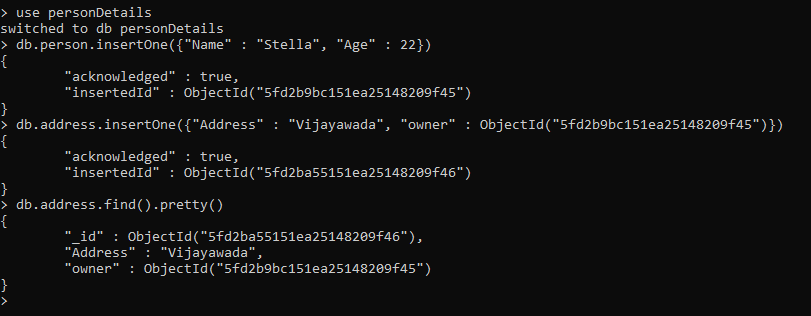 > use personDetails
switched to db personDetails
> db.person.insertOne({"Name" : "Stella", "Age" : 22})
{
        "acknowledged" : true,
        "insertedId" : ObjectId("5fd2b9bc151ea25148209f45")
}
> db.address.insertOne({"Address" : "Vijayawada", "owner" : ObjectId("5fd2b9bc151ea25148209f45")})
{
        "acknowledged" : true,
        "insertedId" : ObjectId("5fd2ba55151ea25148209f46")
}
> db.address.find().pretty()
{
        "_id" : ObjectId("5fd2ba55151ea25148209f46"),
        "Address" : "Vijayawada",
        "owner" : ObjectId("5fd2b9bc151ea25148209f45")
}
>